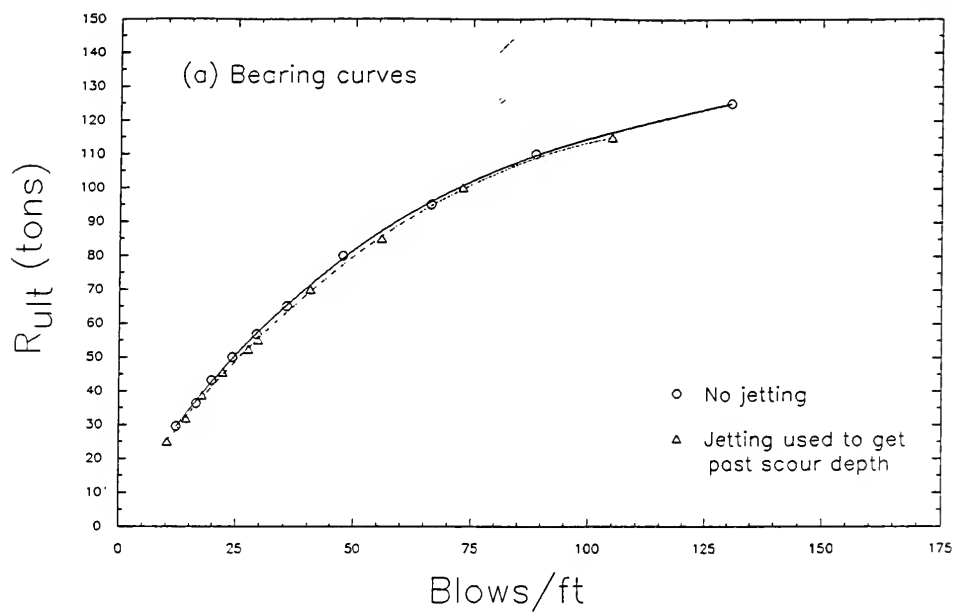 150
140
130
120
110
100
90
80
70
60
50
40
30
20
10
0
0 25 50 75 100 125 150 175
R_ult (tons)
Blows/ft
(a) Bearing curves
No jetting
Jetting used to get
past scour depth